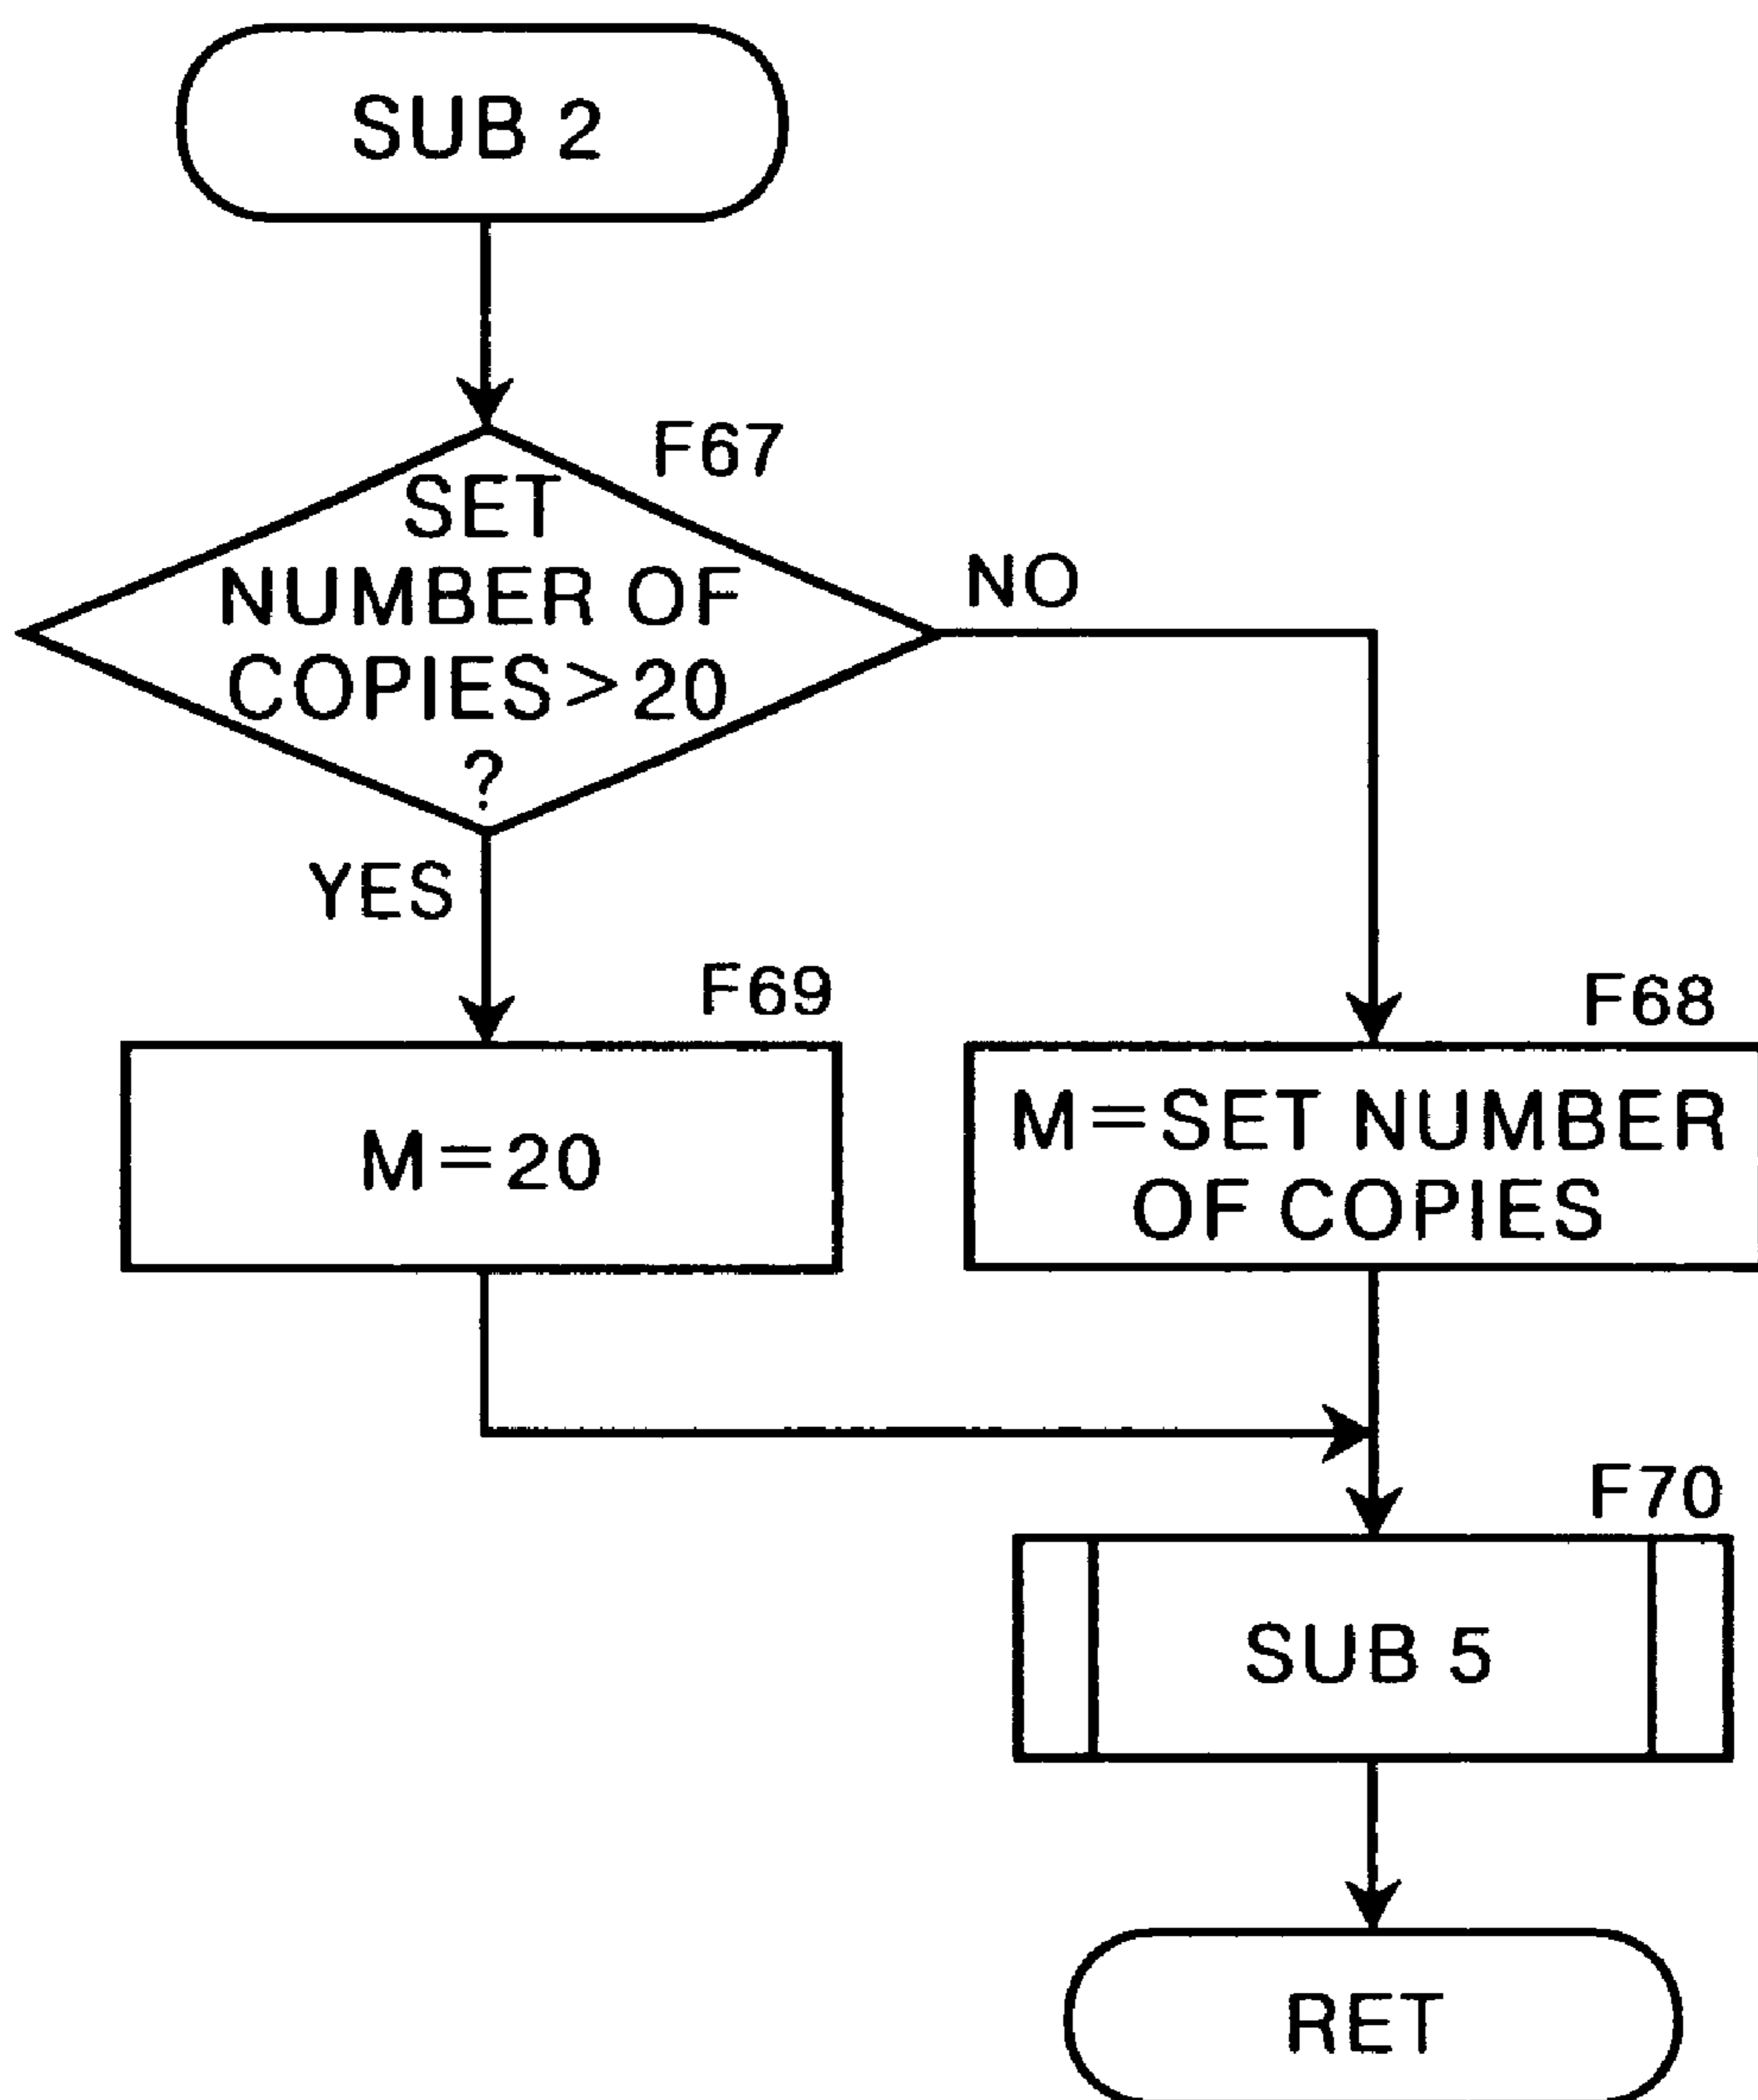 SUB 2
F67
SET
NUMBER OF
COPIES>20
?
NO
YES
F69
M=20
F68
M=SET NUMBER
OF COPIES
F70
SUB 5
RET